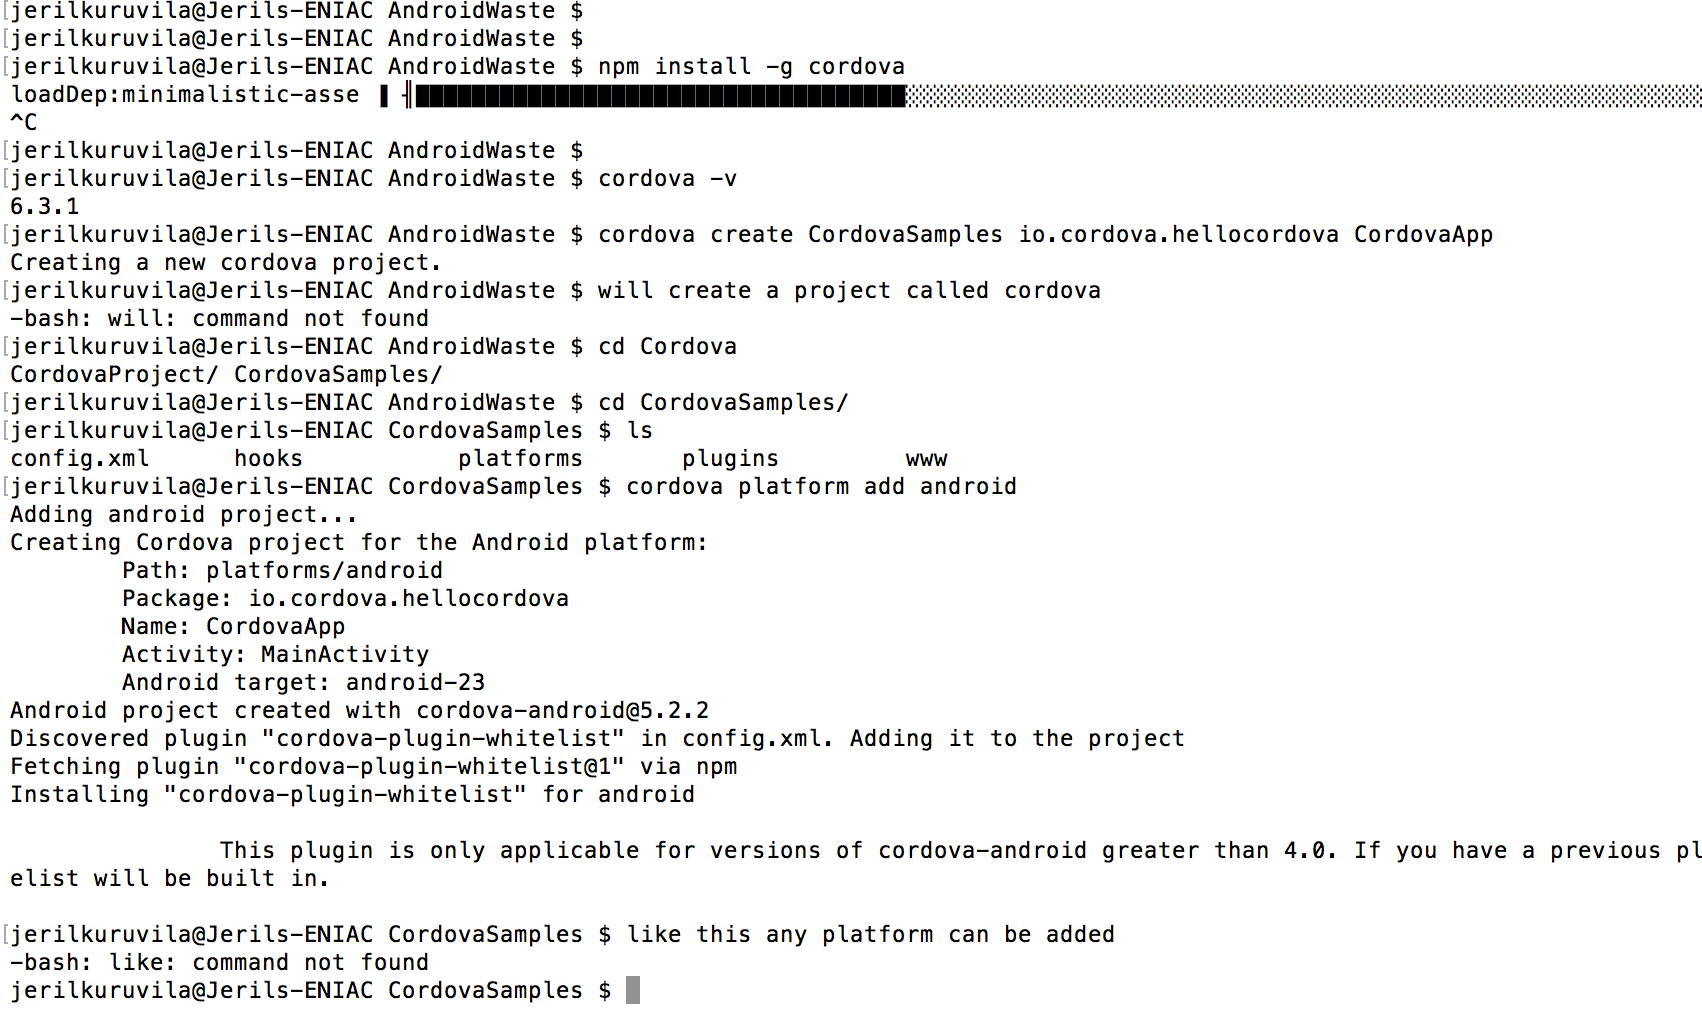 [jerilkuruvila@Jerils-ENIAC AndroidWaste $
[jerilkuruvila@Jerils-ENIAC AndroidWaste $
[jerilkuruvila@Jerils-ENIAC AndroidWaste $ npm install -g cordova
loadDep:minimalistic-asse ▌ ╢███████████████████████████████████░░░░░░░░░░░░░░░░░░░░░░░░░░░░░░░░░░░░░░░░░░░░░░░░░░░░░░░░░
^C
[jerilkuruvila@Jerils-ENIAC AndroidWaste $
[jerilkuruvila@Jerils-ENIAC AndroidWaste $ cordova -v
6.3.1
[jerilkuruvila@Jerils-ENIAC AndroidWaste $ cordova create CordovaSamples io.cordova.hellocordova CordovaApp
Creating a new cordova project.
[jerilkuruvila@Jerils-ENIAC AndroidWaste $ will create a project called cordova
-bash: will: command not found
[jerilkuruvila@Jerils-ENIAC AndroidWaste $ cd Cordova
CordovaProject/ CordovaSamples/
[jerilkuruvila@Jerils-ENIAC AndroidWaste $ cd CordovaSamples/
[jerilkuruvila@Jerils-ENIAC CordovaSamples $ ls
config.xml      hooks           platforms       plugins         www
[jerilkuruvila@Jerils-ENIAC CordovaSamples $ cordova platform add android
Adding android project...
Creating Cordova project for the Android platform:
        Path: platforms/android
        Package: io.cordova.hellocordova
        Name: CordovaApp
        Activity: MainActivity
        Android target: android-23
Android project created with cordova-android@5.2.2
Discovered plugin "cordova-plugin-whitelist" in config.xml. Adding it to the project
Fetching plugin "cordova-plugin-whitelist@1" via npm
Installing "cordova-plugin-whitelist" for android
               This plugin is only applicable for versions of cordova-android greater than 4.0. If you have a previous pl
elist will be built in.
[jerilkuruvila@Jerils-ENIAC CordovaSamples $ like this any platform can be added
-bash: like: command not found
jerilkuruvila@Jerils-ENIAC CordovaSamples $